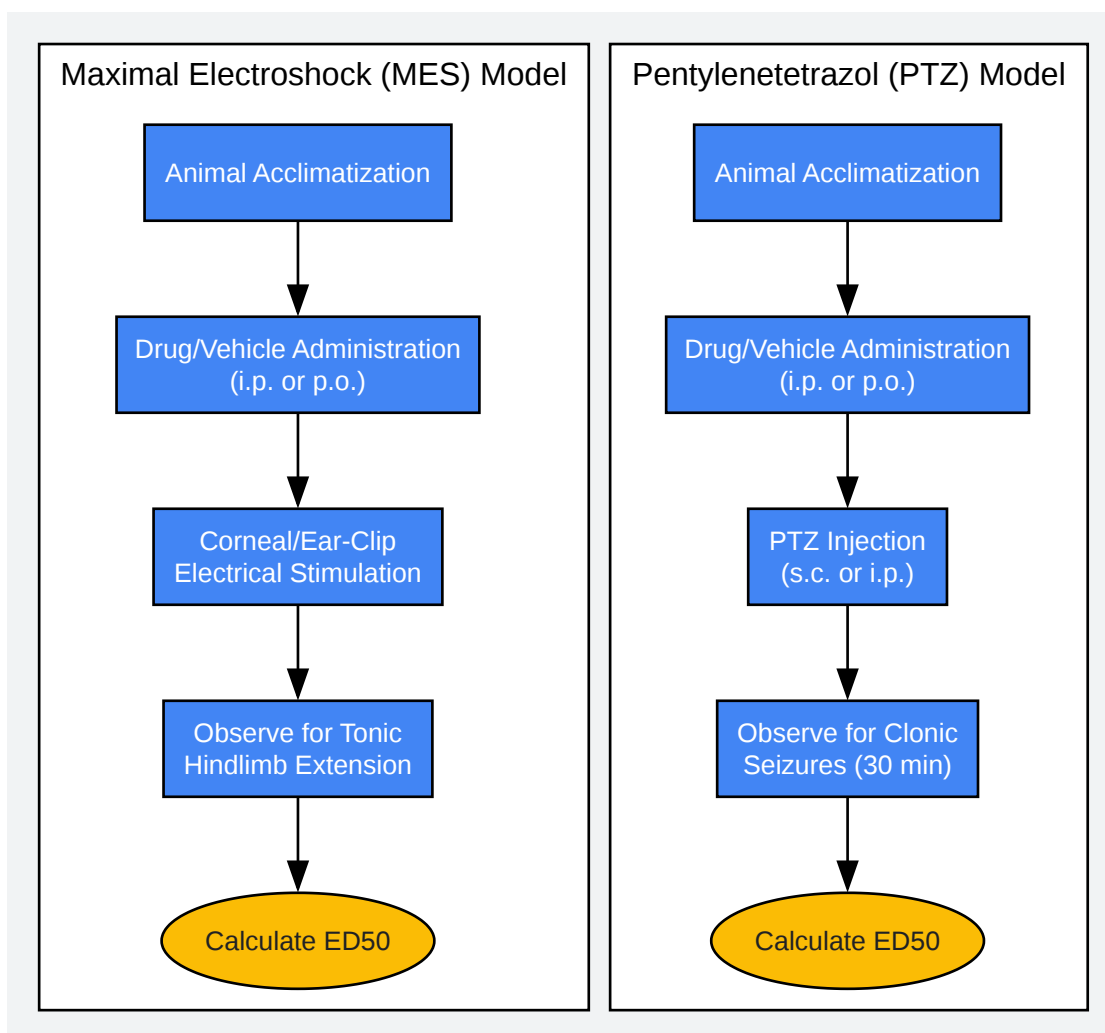 Maximal Electroshock (MES) Model
Animal Acclimatization
Drug/Vehicle Administration
(i.p. or p.o.)
Corneal/Ear-Clip
Electrical Stimulation
Observe for Tonic
Hindlimb Extension
Calculate ED50
Pentylenetetrazol (PTZ) Model
Animal Acclimatization
Drug/Vehicle Administration
(i.p. or p.o.)
PTZ Injection
(s.c. or i.p.)
Observe for Clonic
Seizures (30 min)
Calculate ED50